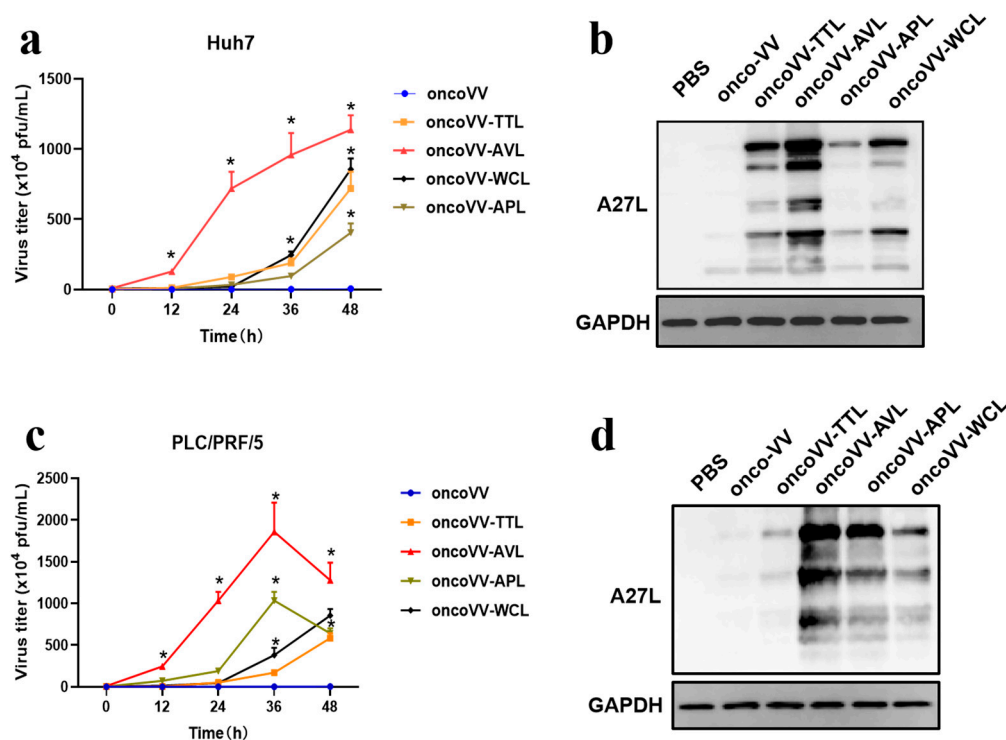 a
Huh7
Virus titer (x10⁴ pfu/mL)
1500
1000
500
0
0 12 24 36 48
Time(h)
* * * * * * *
oncoVV
oncoVV-TTL
oncoVV-AVL
oncoVV-WCL
oncoVV-APL
b
PBS
onco-VV
oncoVV-TTL
oncoVV-AVL
oncoVV-APL
oncoVV-WCL
A27L
GAPDH
c
PLC/PRF/5
Virus titer (x10⁴ pfu/mL)
2500
2000
1500
1000
500
0
0 12 24 36 48
Time(h)
* * * * * * *
oncoVV
oncoVV-TTL
oncoVV-AVL
oncoVV-APL
oncoVV-WCL
d
PBS
onco-VV
oncoVV-TTL
oncoVV-AVL
oncoVV-APL
oncoVV-WCL
A27L
GAPDH